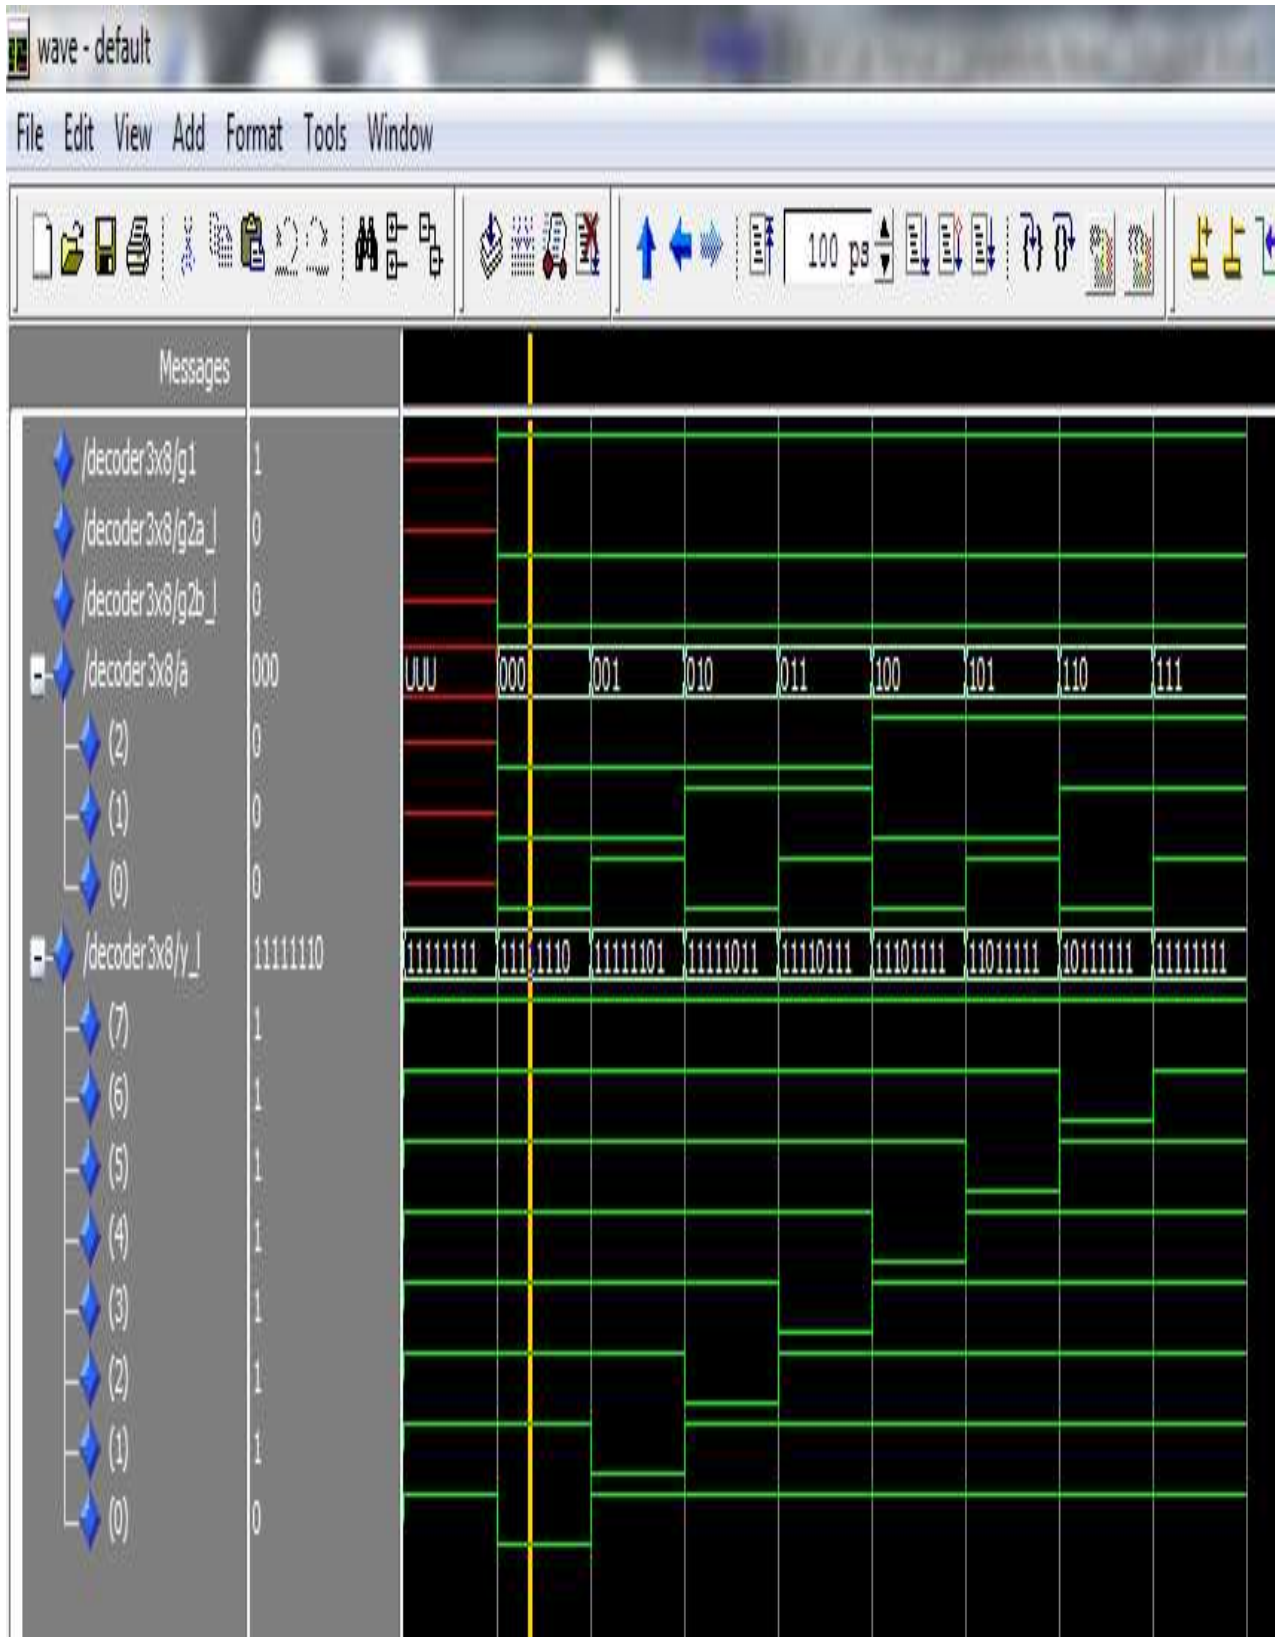 wave - default
File Edit View Add Format Tools Window
100 ps
Messages
/decoder3x8/g1 1
/decoder3x8/g2a_l 0
/decoder3x8/g2b_l 0
/decoder3x8/a 000 UUU 000 001 010 011 100 101 110 111
(2) 0
(1) 0
(0) 0
/decoder3x8/y_l 11111110 11111111 11111110 11111101 11111011 11110111 11101111 11011111 10111111 11111111
(7) 1
(6) 1
(5) 1
(4) 1
(3) 1
(2) 1
(1) 1
(0) 0